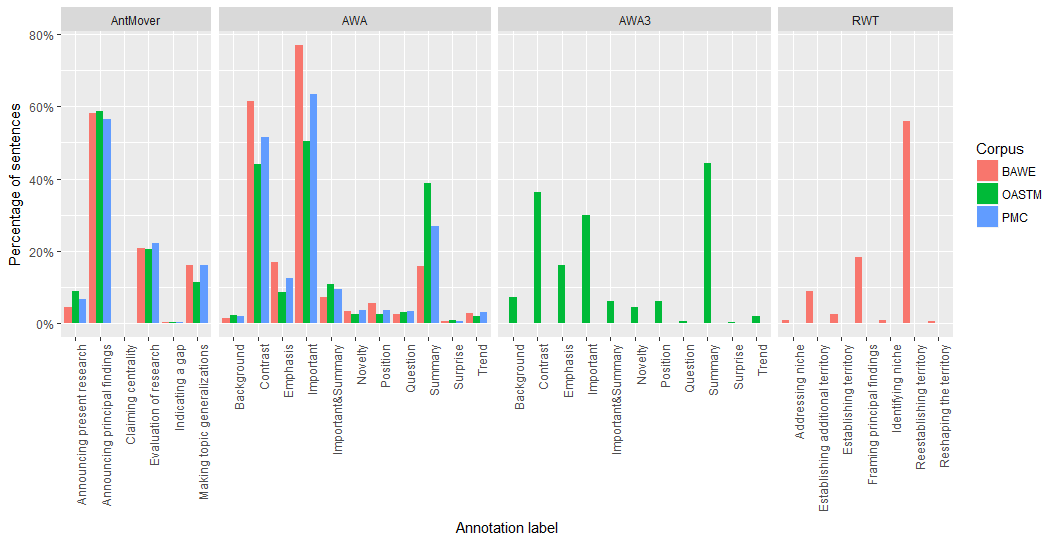 AntMover
AWA
AWA3
RWT
Percentage of sentences
80%
60%
40%
20%
0%
Announcing present research
Announcing principal findings
Claiming centrality
Evaluation of research
Indicating a gap
Making topic generalizations
Background
Contrast
Emphasis
Important
Important&Summary
Novelty
Position
Question
Summary
Surprise
Trend
Background
Contrast
Emphasis
Important
Important&Summary
Novelty
Position
Question
Summary
Surprise
Trend
Addressing niche
Establishing additional territory
Establishing territory
Framing principal findings
Identifying niche
Reestablishing territory
Reshaping the territory
Annotation label
Corpus
BAWE
OASTM
PMC